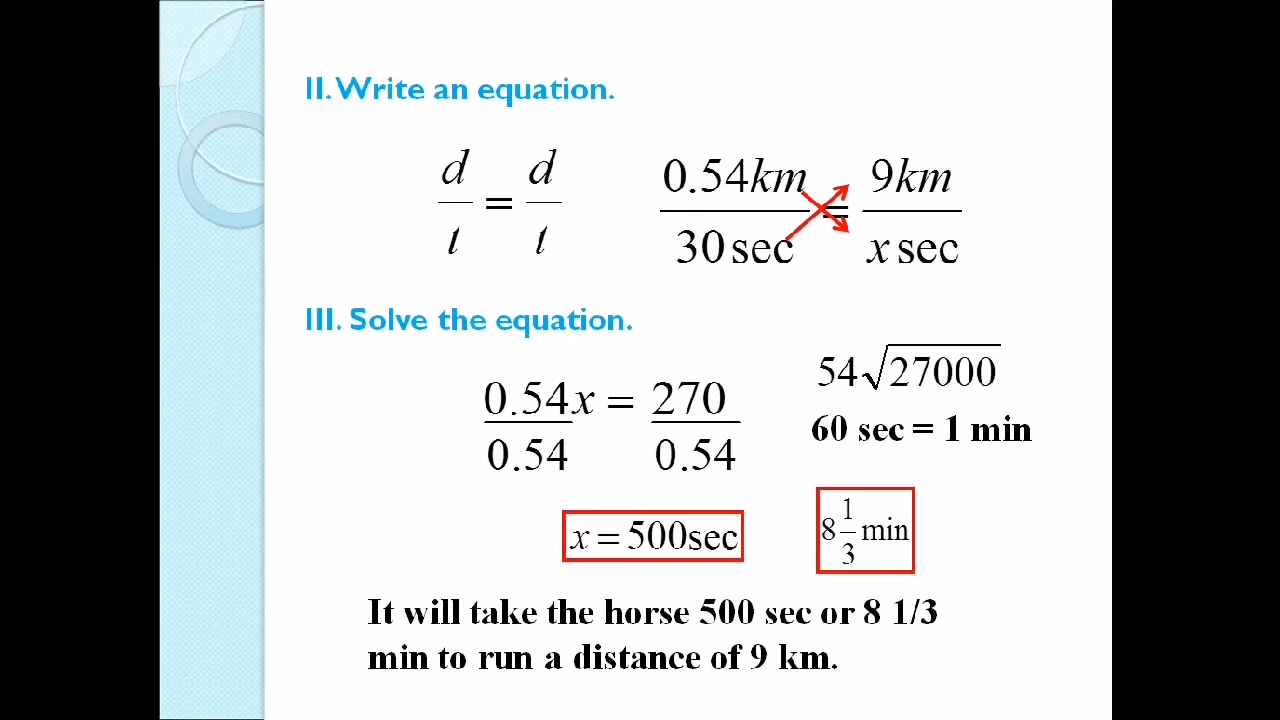 II. Write an equation.
d/t = d/t
0.54km/30 sec = 9km/x sec
III. Solve the equation.
0.54x/0.54 = 270/0.54
54√27000
60 sec = 1 min
x = 500sec
8 1/3 min
It will take the horse 500 sec or 8 1/3
min to run a distance of 9 km.